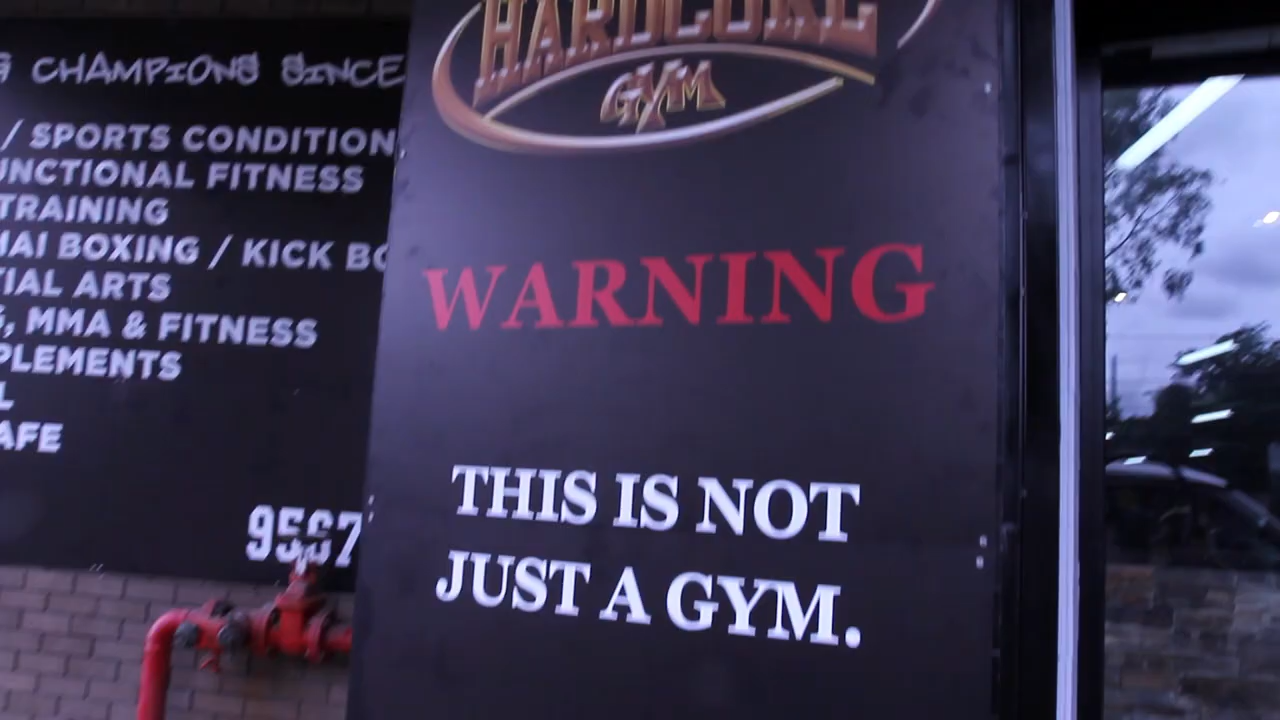 CHAMPIONS SINCE
/ SPORTS CONDITION
UNCTIONAL FITNESS
TRAINING
HAI BOXING / KICK BO
TIAL ARTS
, MMA & FITNESS
PLEMENTS
L
AFE
9567
HARDCORE
GYM
WARNING
THIS IS NOT
JUST A GYM.